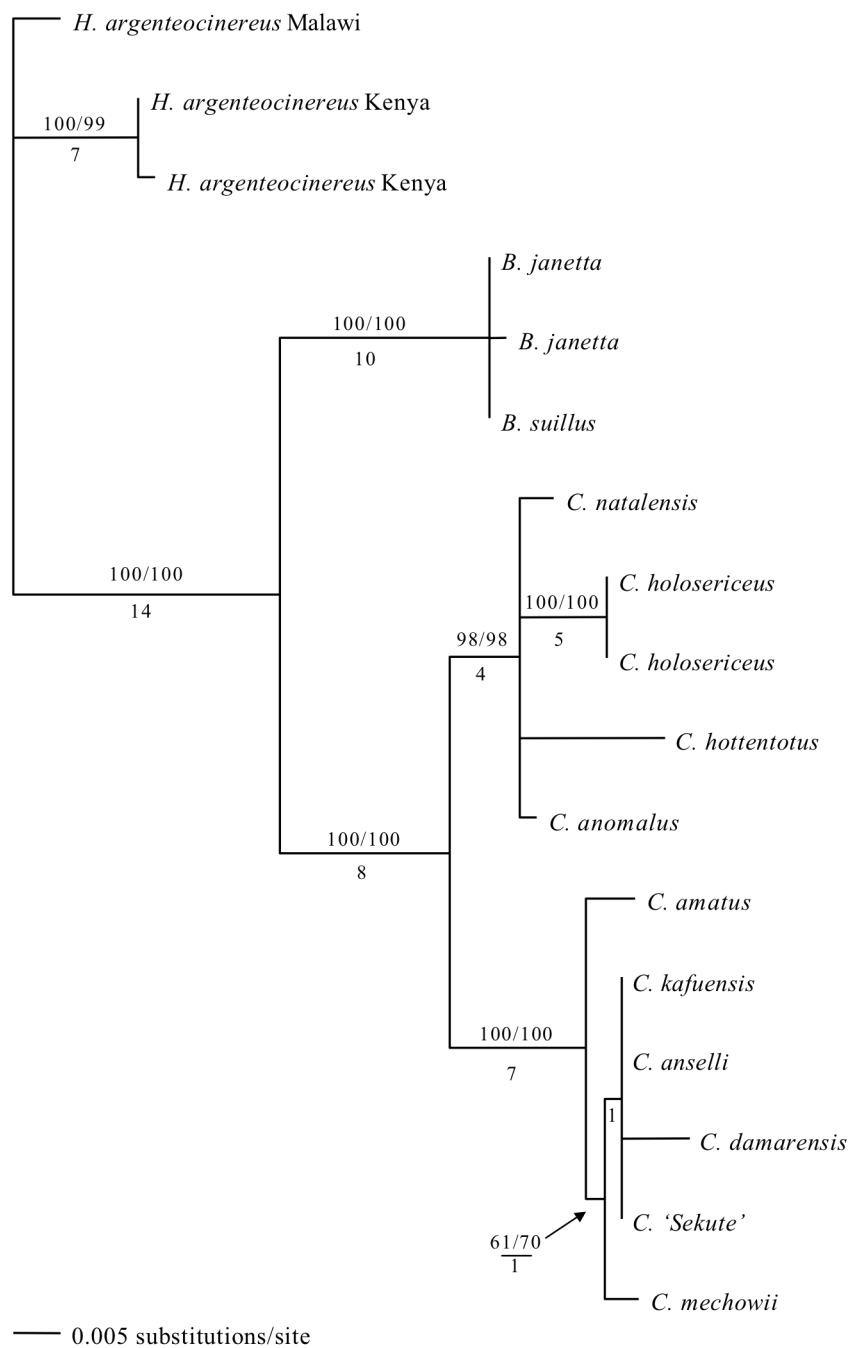 H. argenteocinereus Malawi
H. argenteocinereus Kenya
100/99
7
H. argenteocinereus Kenya
B. janetta
100/100
B. janetta
10
B. suillus
C. natalensis
100/100
14
C. holosericeus
100/100
5
98/98
4
C. holosericeus
C. hottentotus
C. anomalus
100/100
8
C. amatus
C. kafuensis
100/100
7
C. anselli
1
C. damarensis
C. ‘Sekute’
61/70
1
C. mechowii
0.005 substitutions/site